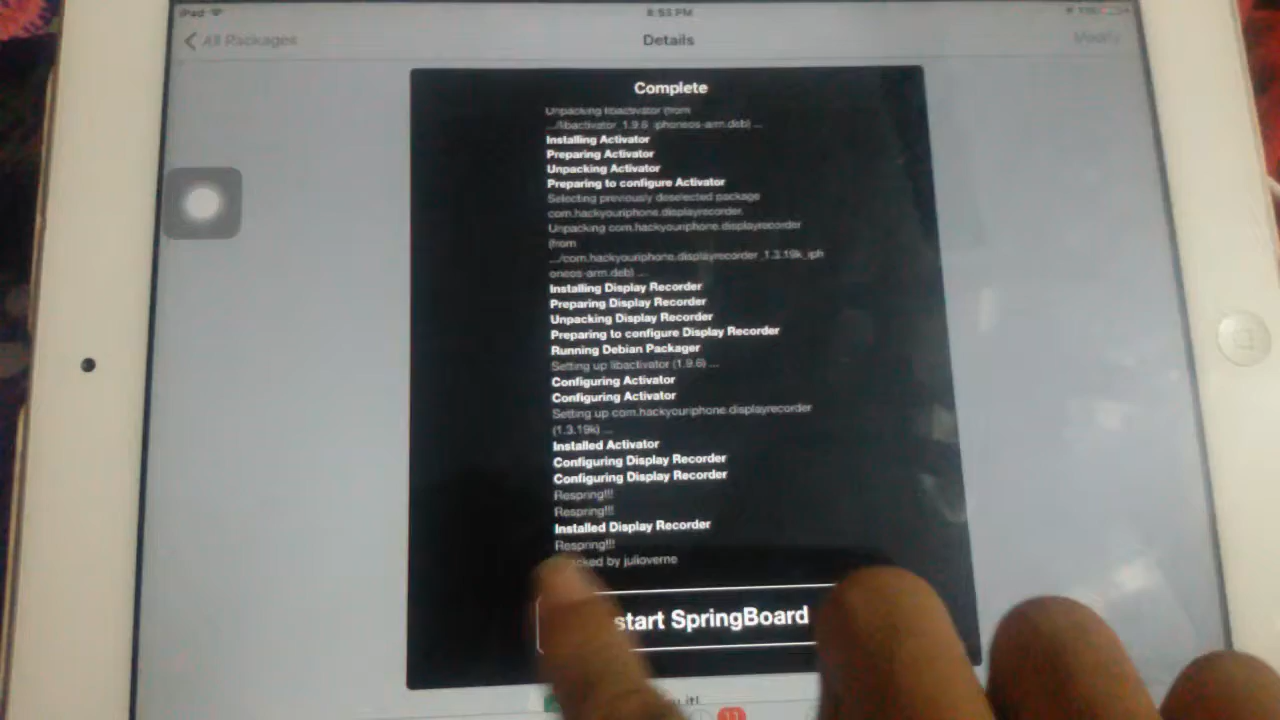 iPad 8:53 PM
All Packages Details Modify
Complete
Unpacking libactivator (from
.../libactivator_1.9.6_iphoneos-arm.deb) ...
Installing Activator
Preparing Activator
Unpacking Activator
Preparing to configure Activator
Selecting previously deselected package
com.hackyouriphone.displayrecorder.
Unpacking com.hackyouriphone.displayrecorder
(from
.../com.hackyouriphone.displayrecorder_1.3.19k_iph
oneos-arm.deb) ...
Installing Display Recorder
Preparing Display Recorder
Unpacking Display Recorder
Preparing to configure Display Recorder
Running Debian Packager
Setting up libactivator (1.9.6) ...
Configuring Activator
Configuring Activator
Setting up com.hackyouriphone.displayrecorder
(1.3.19k) ...
Installed Activator
Configuring Display Recorder
Configuring Display Recorder
Respring!!!
Respring!!!
Installed Display Recorder
Respring!!!
cked by julioverne
start SpringBoard
it!
11